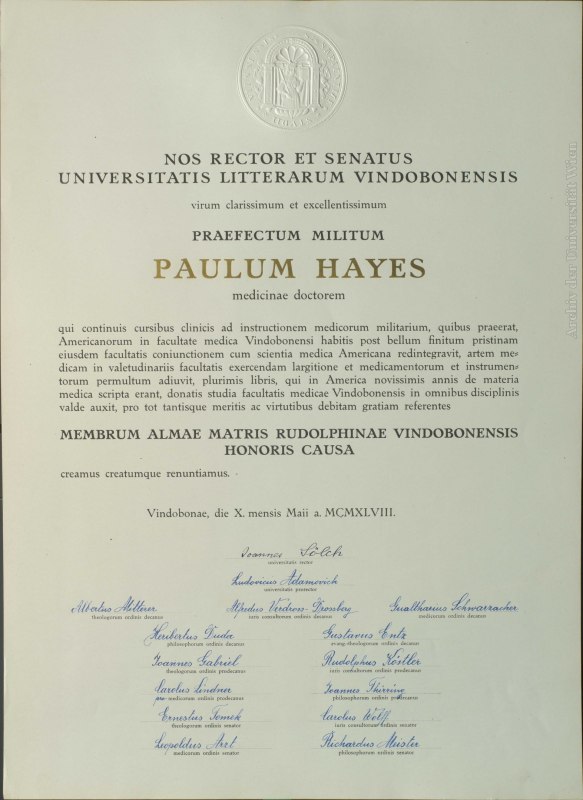 NOS RECTOR ET SENATUS
UNIVERSITATIS LITTERARUM VINDOBONENSIS
virum clarissimum et excellentissimum
PRAEFECTUM MILITUM
PAULUM HAYES
medicinae doctorem
qui continuis cursibus clinicis ad instructionem medicorum militarium, quibus praeerat,
Americanorum in facultate medica Vindobonensi habitis post bellum finitum pristinam
eiusdem facultatis coniunctionem cum scientia medica Americana redintegravit, artem me=
dicam in valetudinariis facultatis exercendam largitione et medicamentorum et instrumen=
torum permultum adiuvit, plurimis libris, qui in America novissimis annis de materia
medica scripta erant, donatis studia facultatis medicae Vindobonensis in omnibus disciplinis
valde auxit, pro tot tantisque meritis ac virtutibus debitam gratiam referentes
MEMBRUM ALMAE MATRIS RUDOLPHINAE VINDOBONENSIS
HONORIS CAUSA
creamus creatumque renuntiamus.
Vindobonae, die X. mensis Maii a. MCMXLVIII.
Joannes Sölch
universitatis rector
Ludovicus Adamovich
universitatis prorector
Albertus Mitterer Alfredus Verdross-Drossberg Gualtharius Schwarzacher
theologorum ordinis decanus iuris consultorum ordinis decanus medicorum ordinis decanus
Heribertus Duda Gustavus Entz
philosophorum ordinis decanus evang.-theologorum ordinis decanus
Joannes Gabriel Rudolphus Köstler
theologorum ordinis prodecanus iuris consultorum ordinis prodecanus
Carolus Lindner Joannes Thirring
medicorum ordinis prodecanus philosophorum ordinis prodecanus
Ernestus Tomek Carolus Wolff
theologorum ordinis senator iuris consultorum ordinis senator
Leopoldus Arzt Richardus Meister
medicorum ordinis senator philosophorum ordinis senator
Archiv der Universität Wien